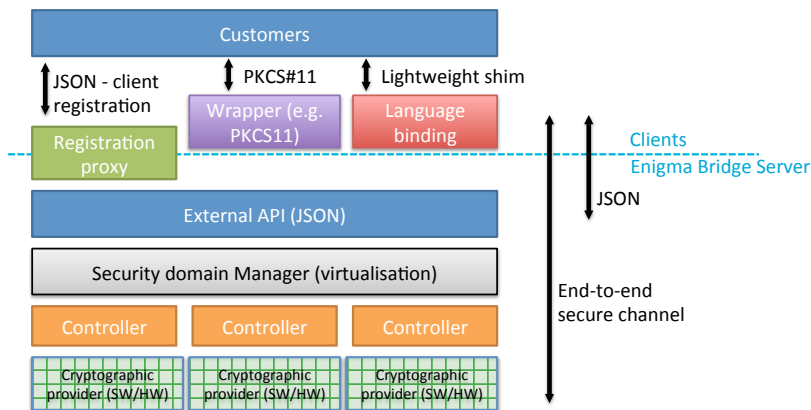 Customers
JSON - client
registration
PKCS#11
Lightweight shim
Wrapper (e.g.
PKCS11)
Language
binding
Registration
proxy
Clients
Enigma Bridge Server
JSON
External API (JSON)
Security domain Manager (virtualisation)
End-to-end
secure channel
Controller
Controller
Controller
Cryptographic
provider (SW/HW)
Cryptographic
provider (SW/HW)
Cryptographic
provider (SW/HW)